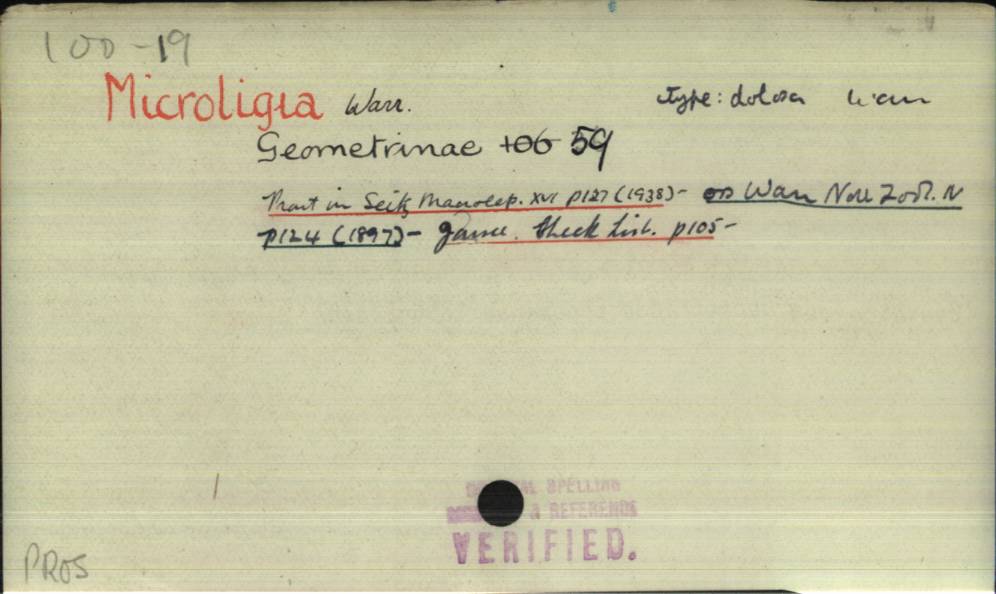 100-19
Microligia Warr. type: dolosa Warr
Geometrinae 106 59
Prout in Seitz Macrolep. XVI p127 (1938) - OD Warr Nov Zool. IV
p124 (1897) - Check List. p105 -
SPELLING
& REFERENCE
VERIFIED.
PROS